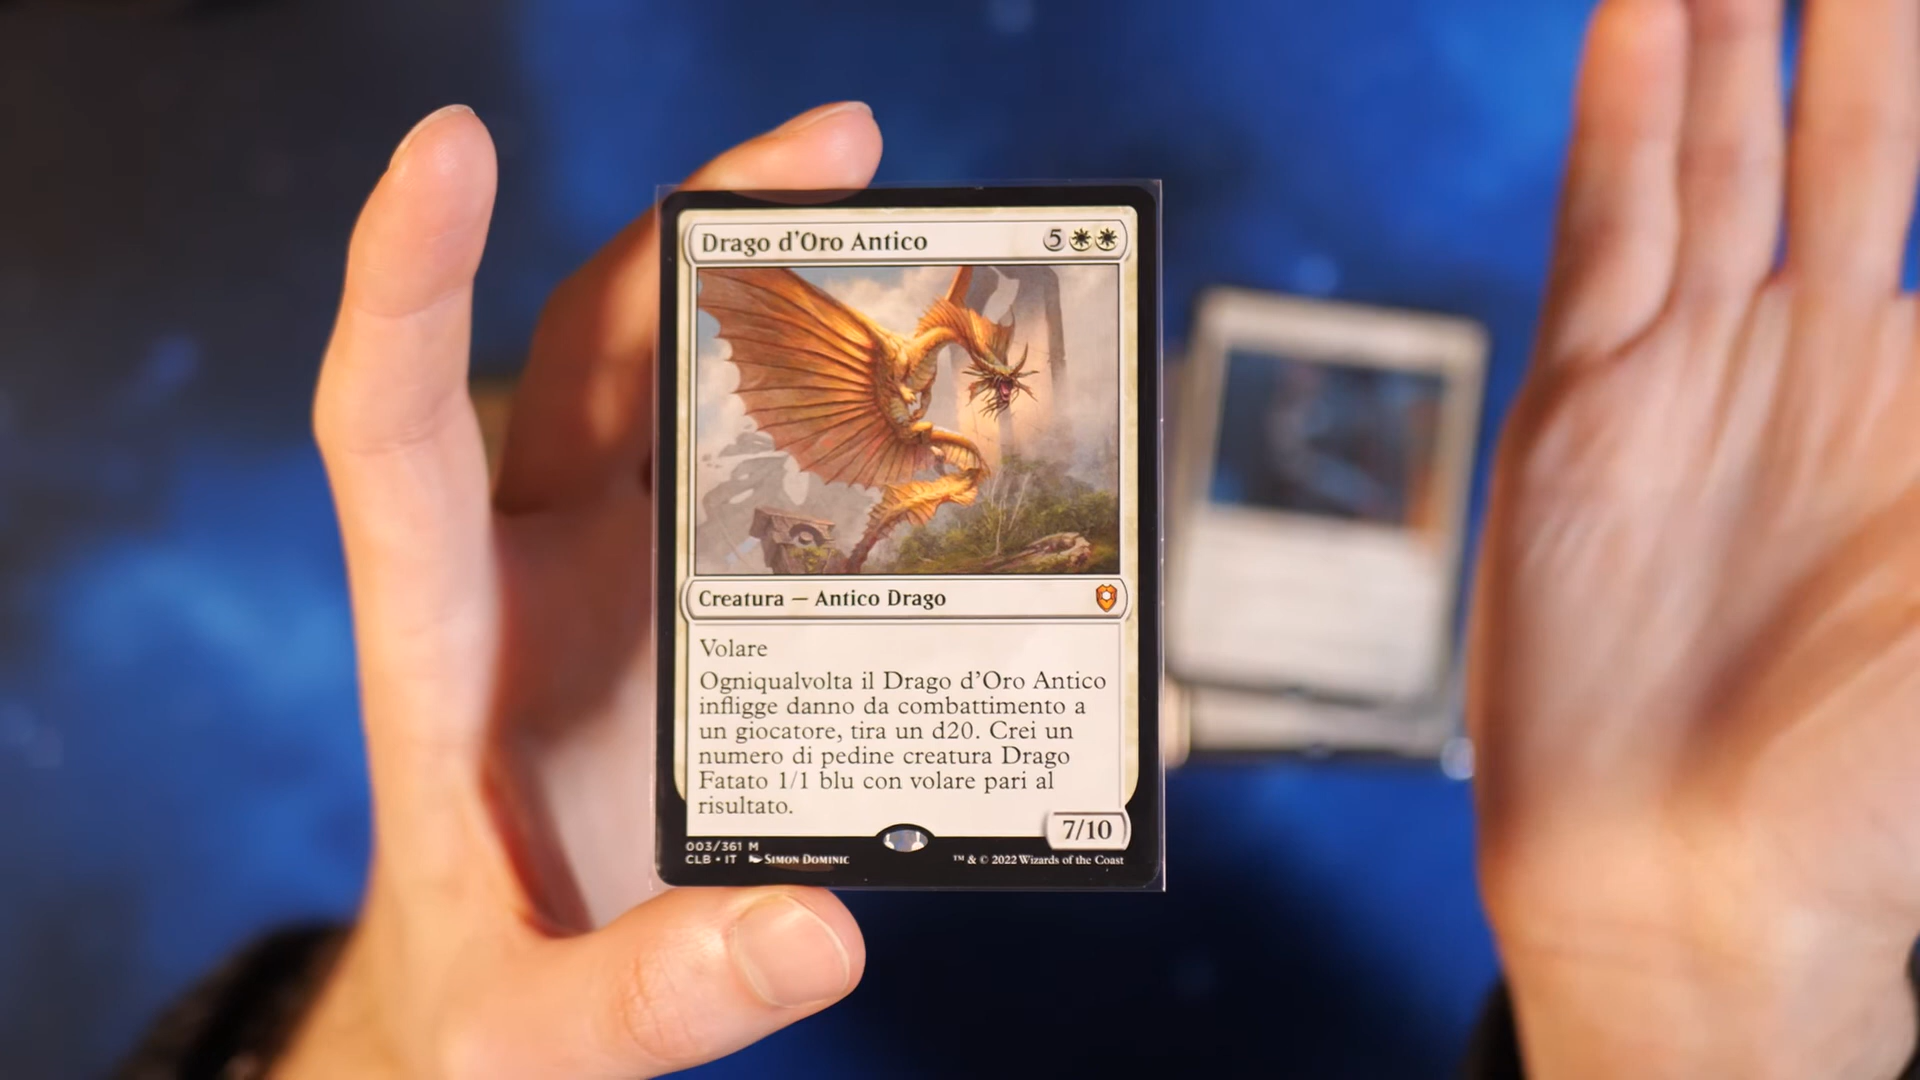 Drago d'Oro Antico 5
Creatura — Antico Drago
Volare
Ogniqualvolta il Drago d'Oro Antico
infligge danno da combattimento a
un giocatore, tira un d20. Crei un
numero di pedine creatura Drago
Fatato 1/1 blu con volare pari al
risultato.
7/10
003/361 M
CLB • IT Simon Dominic
™ & © 2022 Wizards of the Coast